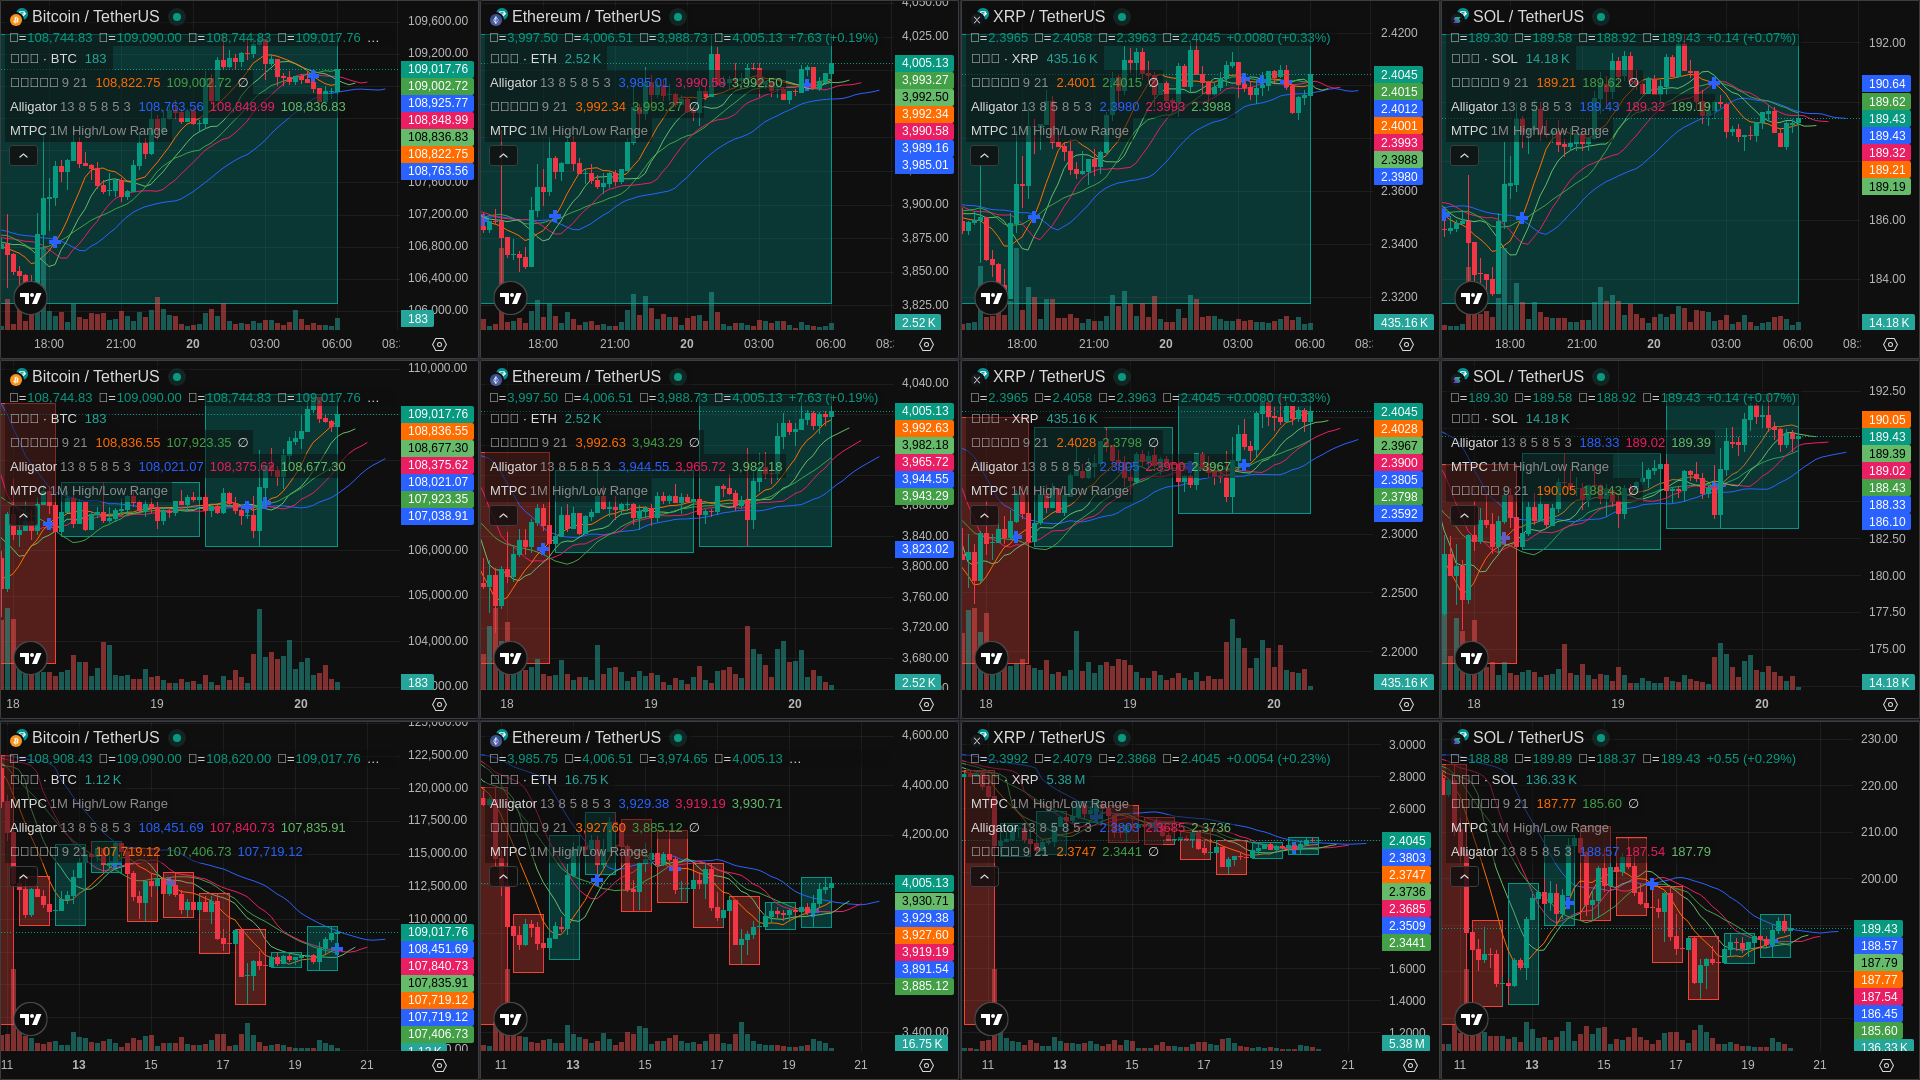 Bitcoin / TetherUS
=108,744.83 =109,090.00 =108,744.83 =109,017.76 ...
· BTC 183
9 21 108,822.75 109,002.72 ∅
Alligator 13 8 5 8 5 3 108,763.56 108,848.99 108,836.83
MTPC 1M High/Low Range
109,600.00
109,200.00
109,017.76
109,002.72
108,925.77
108,848.99
108,836.83
108,822.75
108,763.56
107,600.00
107,200.00
106,800.00
106,400.00
183
18:00 21:00 20 03:00 06:00
Ethereum / TetherUS
=3,997.50 =4,006.51 =3,988.73 =4,005.13 +7.63 (+0.19%)
· ETH 2.52 K
Alligator 13 8 5 8 5 3 3,985.01 3,990.58 3,992.50
9 21 3,992.34 3,993.27 ∅
MTPC 1M High/Low Range
4,050.00
4,025.00
4,005.13
3,993.27
3,992.50
3,992.34
3,990.58
3,989.16
3,985.01
3,900.00
3,875.00
3,850.00
3,825.00
2.52 K
18:00 21:00 20 03:00 06:00
XRP / TetherUS
=2.3965 =2.4058 =2.3963 =2.4045 +0.0080 (+0.33%)
· XRP 435.16 K
9 21 2.4001 2.4015 ∅
Alligator 13 8 5 8 5 3 2.3980 2.3993 2.3988
MTPC 1M High/Low Range
2.4200
2.4045
2.4015
2.4012
2.4001
2.3993
2.3988
2.3980
2.3600
2.3400
2.3200
435.16 K
18:00 21:00 20 03:00 06:00
SOL / TetherUS
=189.30 =189.58 =188.92 =189.43 +0.14 (+0.07%)
· SOL 14.18 K
9 21 189.21 189.62 ∅
Alligator 13 8 5 8 5 3 189.43 189.32 189.19
MTPC 1M High/Low Range
192.00
190.64
189.62
189.43
189.43
189.32
189.21
189.19
186.00
184.00
14.18 K
18:00 21:00 20 03:00 06:00
Bitcoin / TetherUS
=108,744.83 =109,090.00 =108,744.83 =109,017.76 ...
· BTC 183
9 21 108,836.55 107,923.35 ∅
Alligator 13 8 5 8 5 3 108,021.07 108,375.62 108,677.30
MTPC 1M High/Low Range
110,000.00
109,017.76
108,836.55
108,677.30
108,375.62
108,021.07
107,923.35
107,038.91
106,000.00
105,000.00
104,000.00
183
18 19 20
Ethereum / TetherUS
=3,997.50 =4,006.51 =3,988.73 =4,005.13 +7.63 (+0.19%)
· ETH 2.52 K
9 21 3,992.63 3,943.29 ∅
Alligator 13 8 5 8 5 3 3,944.55 3,965.72 3,982.18
MTPC 1M High/Low Range
4,040.00
4,005.13
3,992.63
3,982.18
3,965.72
3,944.55
3,943.29
3,840.00
3,823.02
3,800.00
3,760.00
3,720.00
3,680.00
2.52 K
18 19 20
XRP / TetherUS
=2.3965 =2.4058 =2.3963 =2.4045 +0.0080 (+0.33%)
· XRP 435.16 K
9 21 2.4028 2.3798 ∅
Alligator 13 8 5 8 5 3 2.3805 2.3900 2.3967
MTPC 1M High/Low Range
2.4045
2.4028
2.3967
2.3900
2.3805
2.3798
2.3592
2.3000
2.2500
2.2000
435.16 K
18 19 20
SOL / TetherUS
=189.30 =189.58 =188.92 =189.43 +0.14 (+0.07%)
· SOL 14.18 K
Alligator 13 8 5 8 5 3 188.33 189.02 189.39
MTPC 1M High/Low Range
9 21 190.05 188.43 ∅
192.50
190.05
189.43
189.39
189.02
188.43
188.33
186.10
182.50
180.00
177.50
175.00
14.18 K
18 19 20
Bitcoin / TetherUS
=108,908.43 =109,090.00 =108,620.00 =109,017.76 ...
· BTC 1.12 K
MTPC 1M High/Low Range
Alligator 13 8 5 8 5 3 108,451.69 107,840.73 107,835.91
9 21 107,719.12 107,406.73 107,719.12
122,500.00
120,000.00
117,500.00
115,000.00
112,500.00
110,000.00
109,017.76
108,451.69
107,840.73
107,835.91
107,719.12
107,719.12
107,406.73
11 13 15 17 19 21
Ethereum / TetherUS
=3,985.75 =4,006.51 =3,974.65 =4,005.13 ...
· ETH 16.75 K
Alligator 13 8 5 8 5 3 3,929.38 3,919.19 3,930.71
9 21 3,927.60 3,885.12 ∅
MTPC 1M High/Low Range
4,600.00
4,400.00
4,200.00
4,005.13
3,930.71
3,929.38
3,927.60
3,919.19
3,891.54
3,885.12
3,400.00
16.75 K
11 13 15 17 19 21
XRP / TetherUS
=2.3992 =2.4079 =2.3868 =2.4045 +0.0054 (+0.23%)
· XRP 5.38 M
MTPC 1M High/Low Range
Alligator 13 8 5 8 5 3 2.3803 2.3685 2.3736
9 21 2.3747 2.3441 ∅
3.0000
2.8000
2.6000
2.4045
2.3803
2.3747
2.3736
2.3685
2.3509
2.3441
1.6000
1.4000
1.2000
5.38 M
11 13 15 17 19 21
SOL / TetherUS
=188.88 =189.89 =188.37 =189.43 +0.55 (+0.29%)
· SOL 136.33 K
9 21 187.77 185.60 ∅
MTPC 1M High/Low Range
Alligator 13 8 5 8 5 3 188.57 187.54 187.79
230.00
220.00
210.00
200.00
189.43
188.57
187.79
187.77
187.54
186.45
185.60
136.33 K
11 13 15 17 19 21